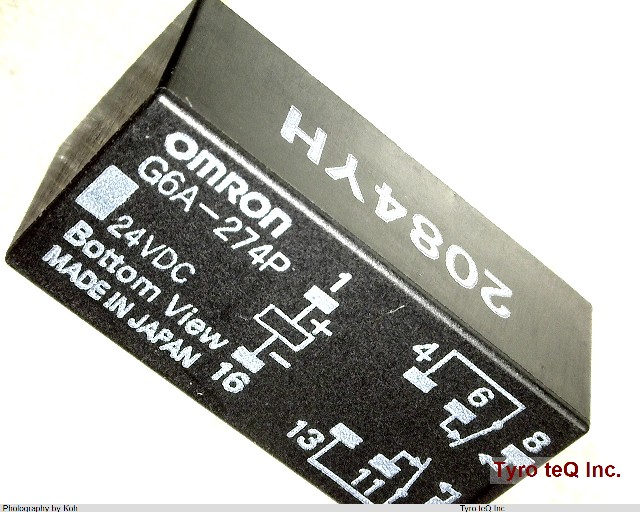 OMRON
G6A-274P
24VDC
Bottom View
MADE IN JAPAN
1
+
-
16
4
6
8
13
11
2084YH
Tyro teQ Inc.
Photography by Koh
Tyro teQ Inc